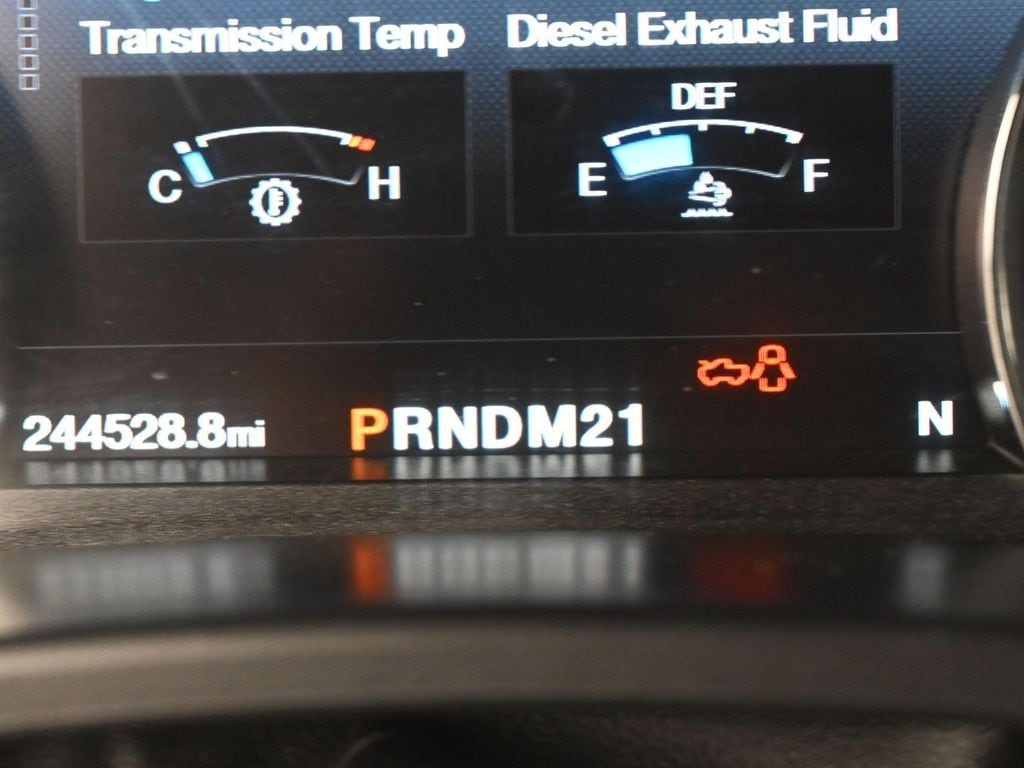 Transmission Temp
Diesel Exhaust Fluid
C H
DEF
E F
244528.8mi
PRNDM21
N